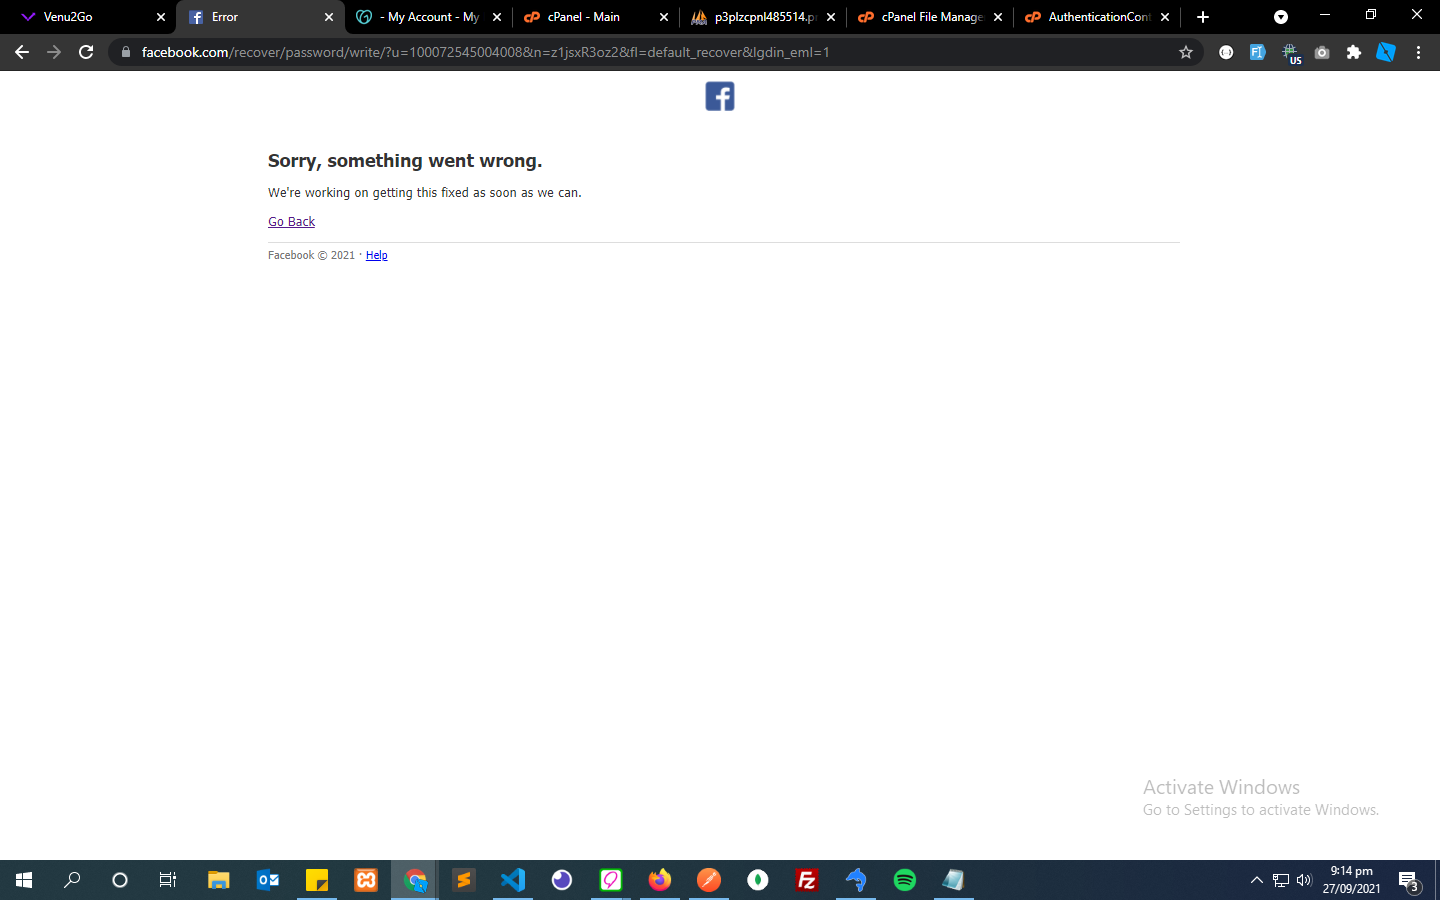 Venu2Go
Error
- My Account - My
cPanel - Main
p3plzcpnl485514.pr
cPanel File Manage
AuthenticationCont
facebook.com/recover/password/write/?u=100072545004008&n=z1jsxR3oz2&fl=default_recover&lgdin_eml=1
US
Sorry, something went wrong.
We're working on getting this fixed as soon as we can.
Go Back
Facebook © 2021 · Help
Activate Windows
Go to Settings to activate Windows.
9:14 pm
27/09/2021
3